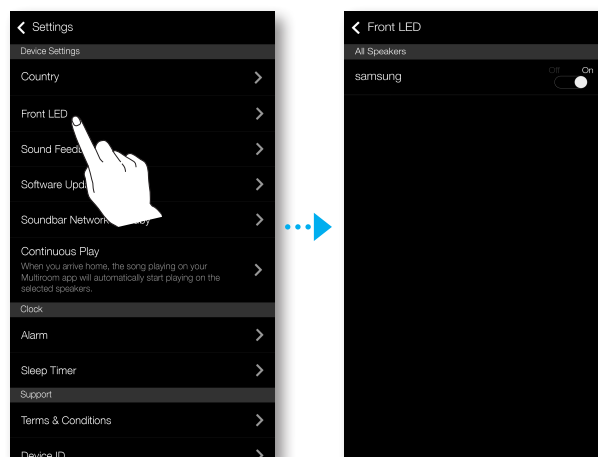 Settings
Device Settings
Country
Front LED
Sound Feed
Software Upd
Soundbar Network
Continuous Play
When you arrive home, the song playing on your
Multiroom app will automatically start playing on the
selected speakers.
Clock
Alarm
Sleep Timer
Support
Terms & Conditions
Device ID
Front LED
All Speakers
samsung
Off On